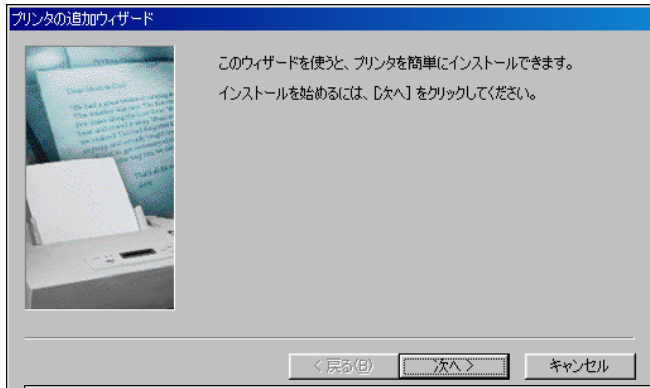 プリンタの追加ウィザード
このウィザードを使うと、プリンタを簡単にインストールできます。
インストールを始めるには、[次へ] をクリックしてください。
< 戻る(B)
次へ >
キャンセル